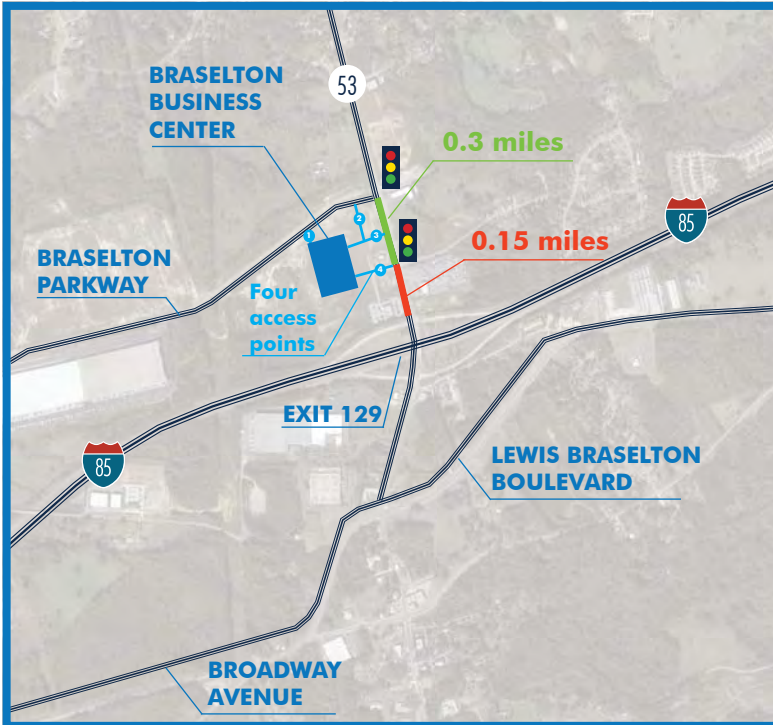 53
BRASELTON
BUSINESS
CENTER
0.3 miles
85
2
1
3
0.15 miles
BRASELTON
PARKWAY
4
Four
access
points
EXIT 129
85
LEWIS BRASELTON
BOULEVARD
BROADWAY
AVENUE